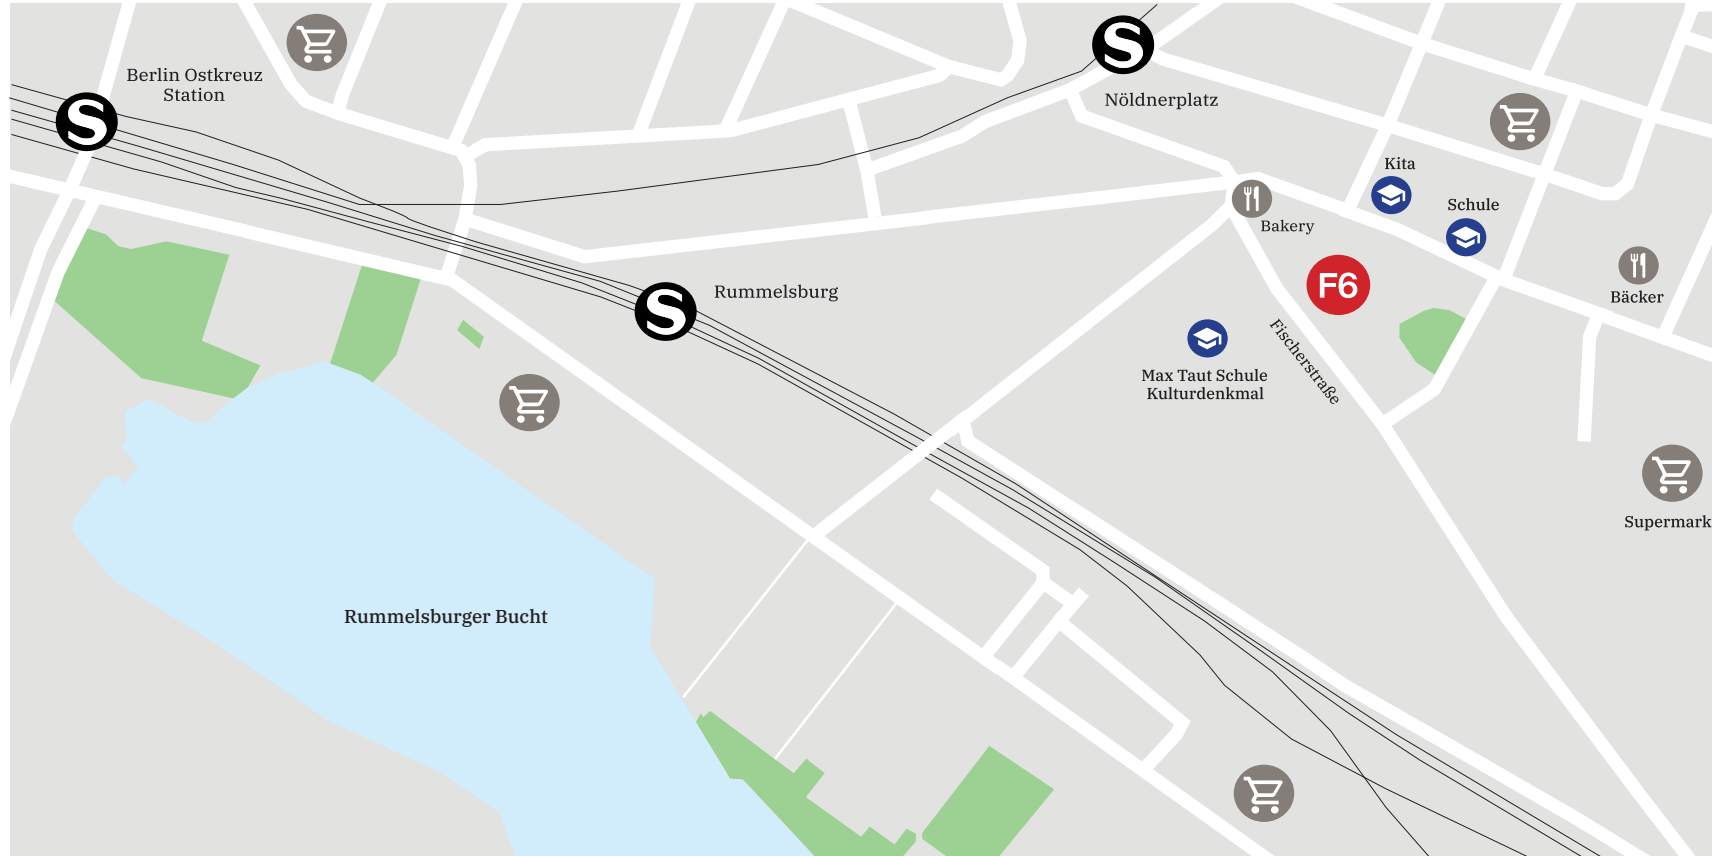 S
Nöldnerplatz
Berlin Ostkreuz
Station
S
Kita
Schule
Bakery
Bäcker
F6
Rummelsburg
S
Fischerstraße
Max Taut Schule
Kulturdenkmal
Supermark
Rummelsburger Bucht